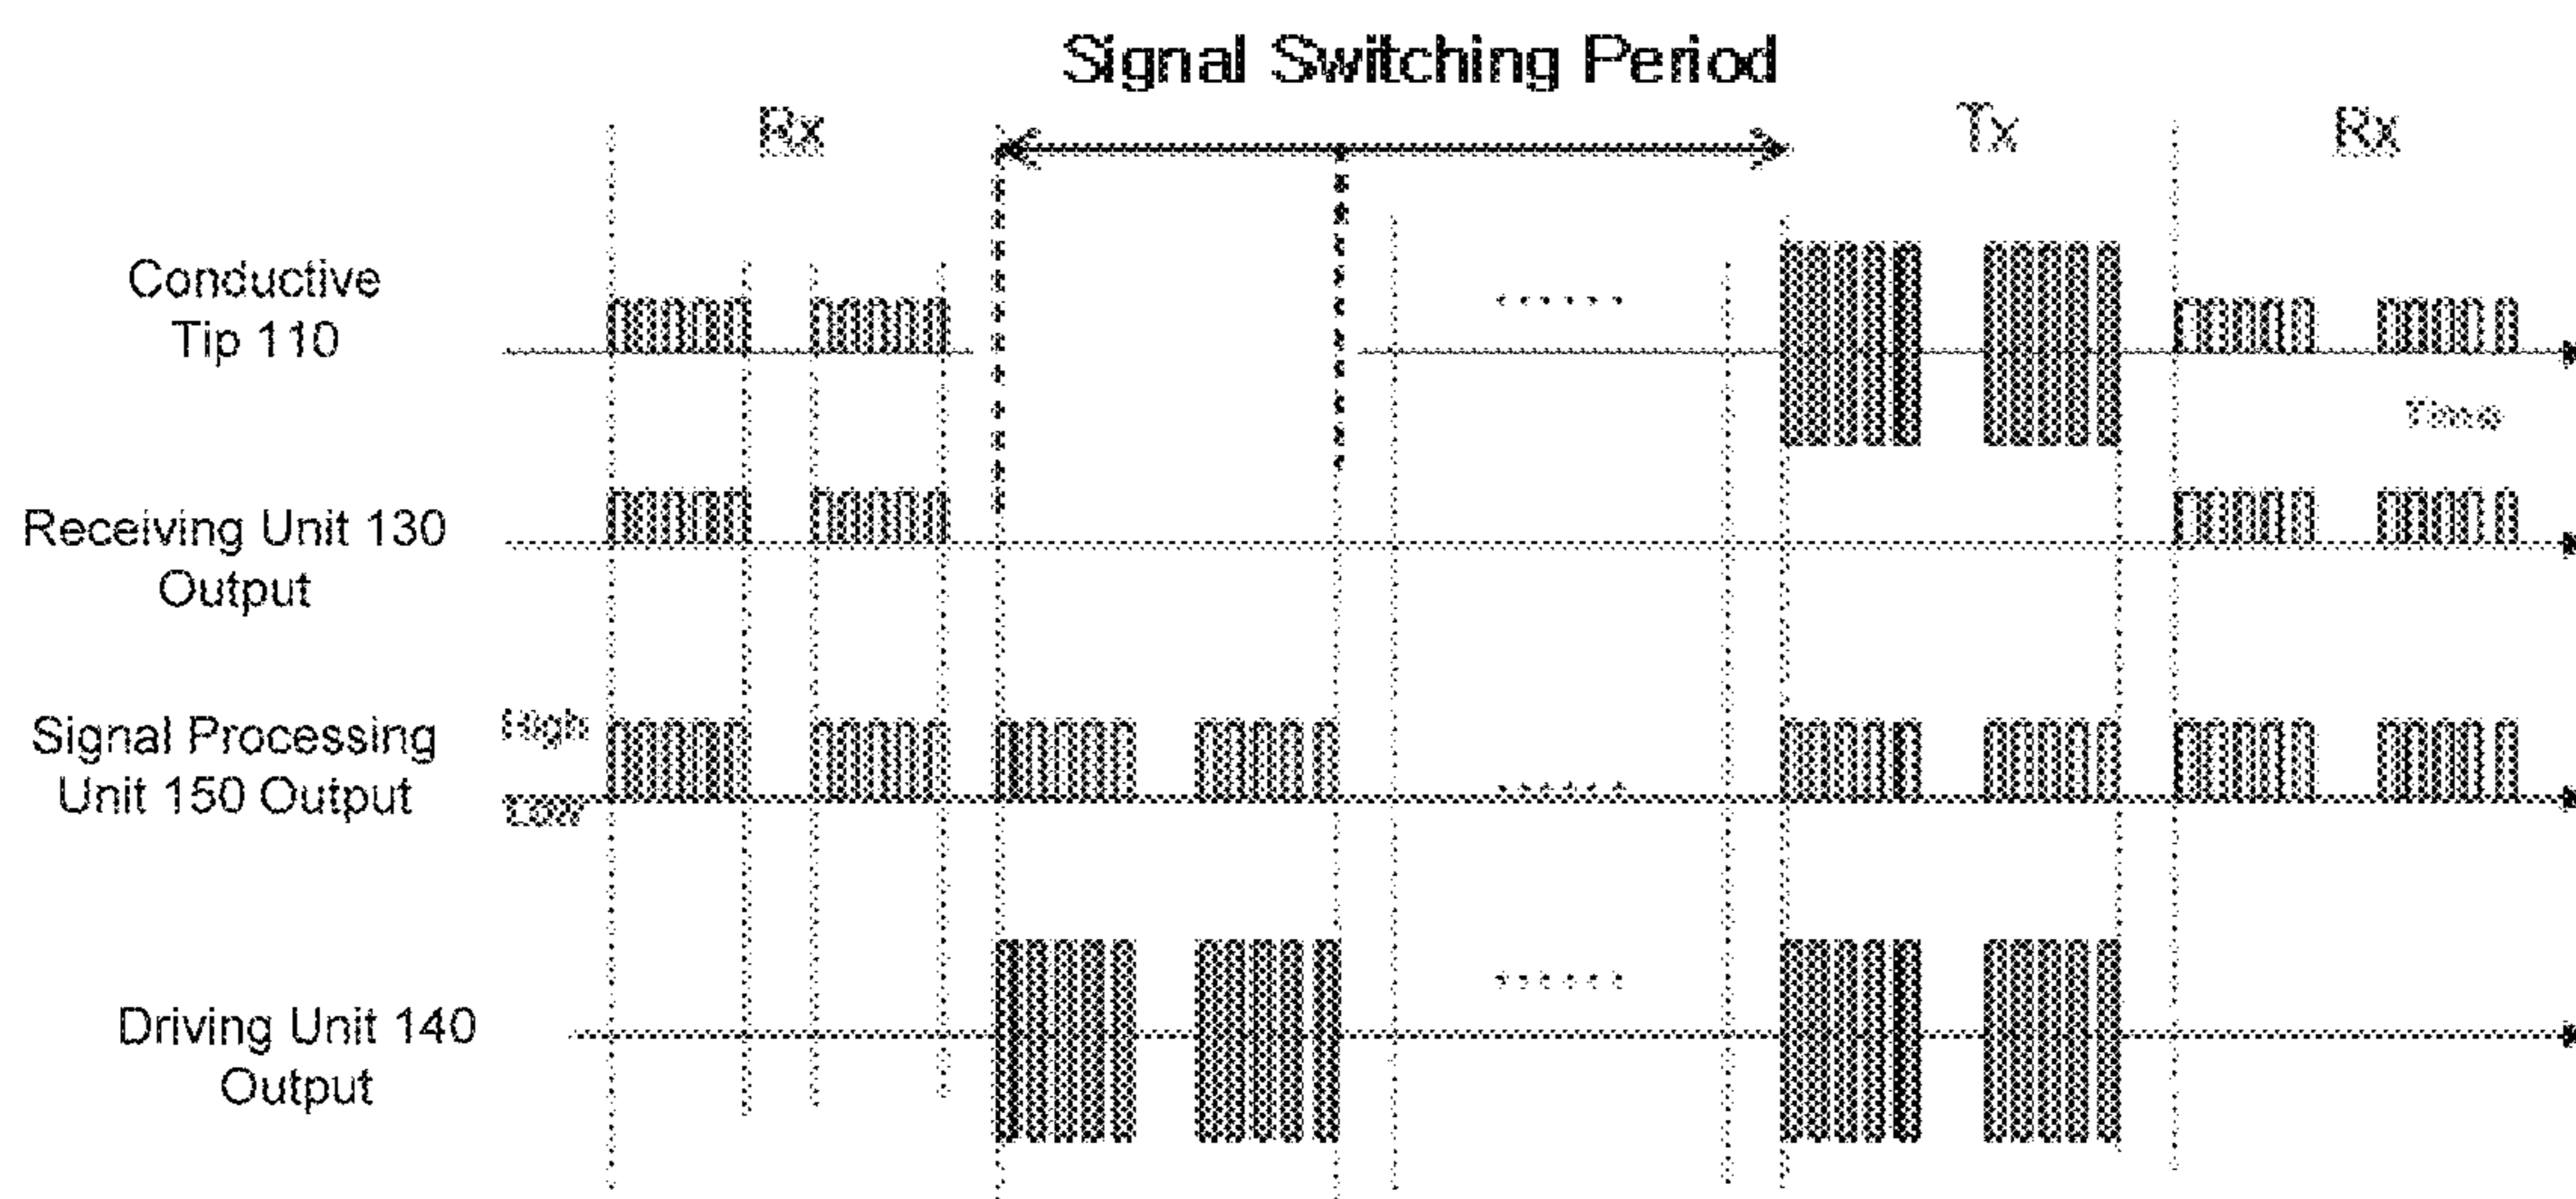 Signal Switching Period
Rx
Tx
Rx
Conductive
Tip 110
Time
Receiving Unit 130
Output
Signal Processing
Unit 150 Output
High
Low
Driving Unit 140
Output